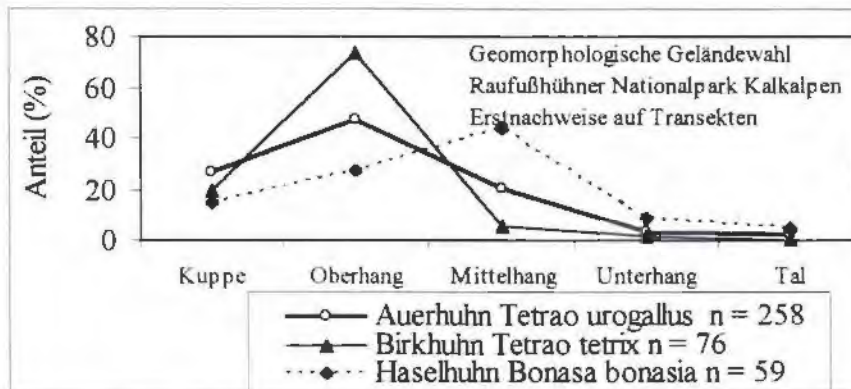 80
60
40
20
0
Anteil (%)
Geomorphologische Geländewahl
Raufußhühner Nationalpark Kalkalpen
Erstnachweise auf Transekten
Kuppe Oberhang Mittelhang Unterhang Tal
Auerhuhn Tetrao urogallus n = 258
Birkhuhn Tetrao tetrix n = 76
Haselhuhn Bonasa bonasia n = 59